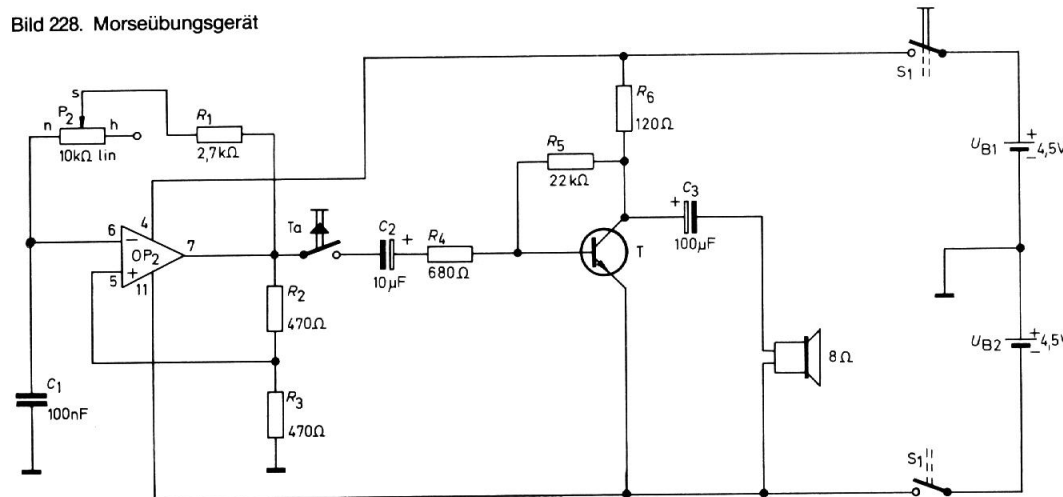 Bild 228. Morseübungsgerät
S1
s
P2
n
h
10kΩ lin
R1
2,7kΩ
R6
120Ω
R5
22kΩ
UB1
+
−
4,5V
4
6
−
OP2
7
+
5
11
Ta
C2
+
10µF
R4
680Ω
T
+
C3
100µF
R2
470Ω
8Ω
UB2
+
−
4,5V
C1
100nF
R3
470Ω
S1